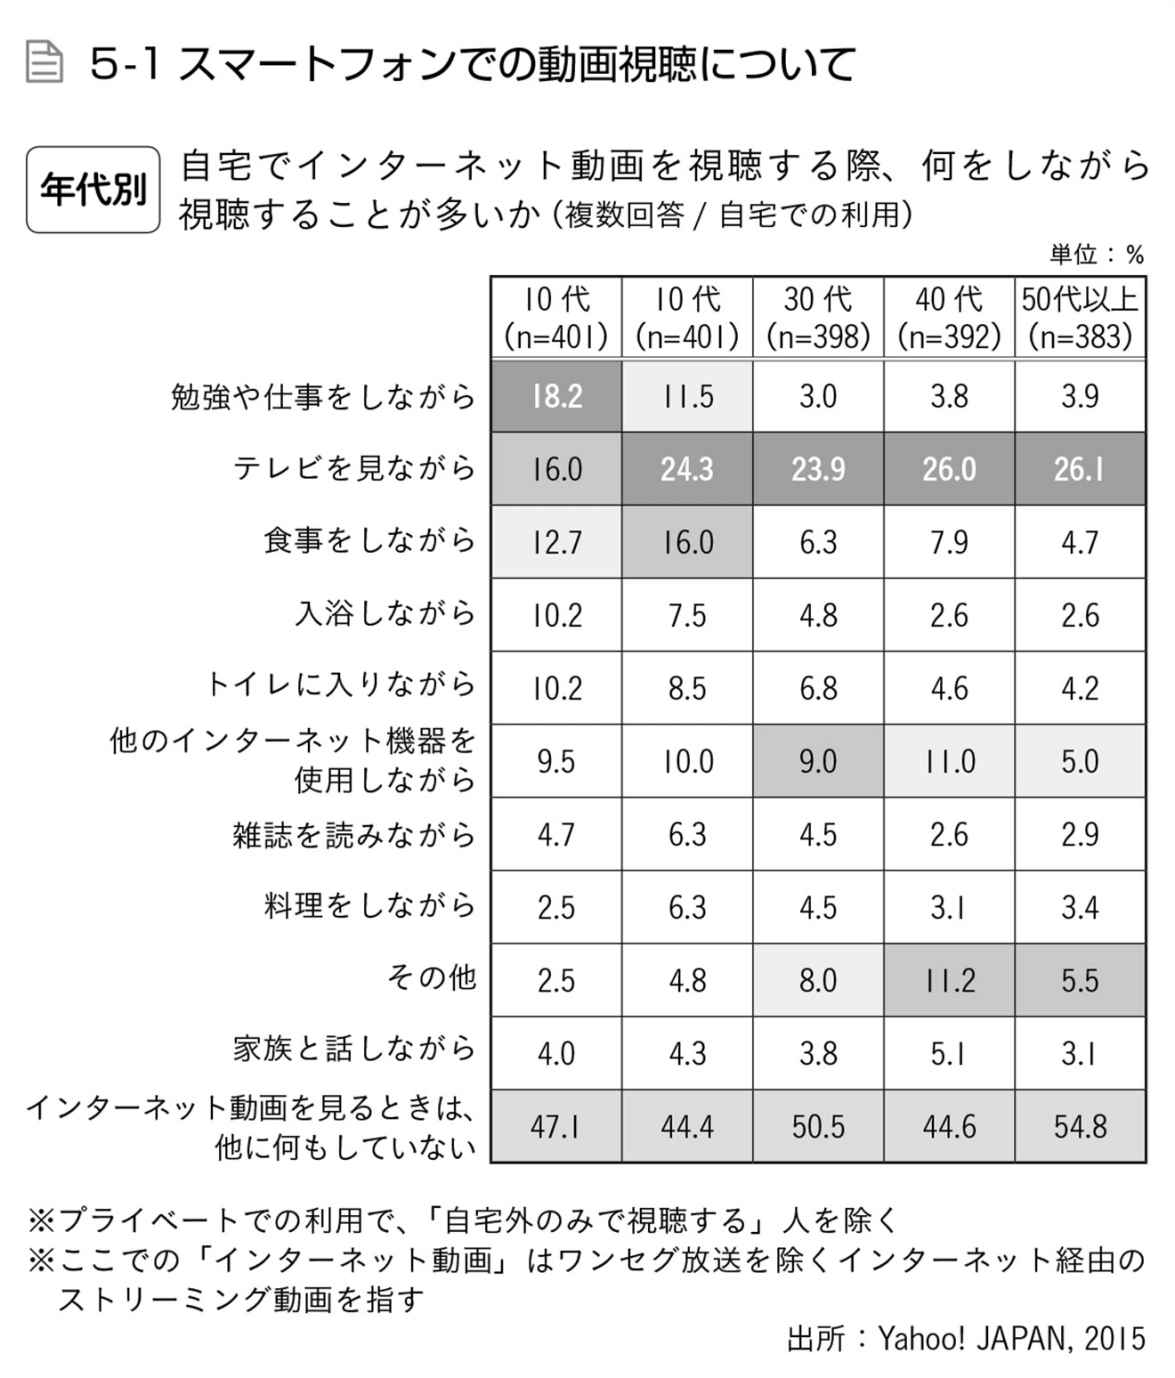 5-1 スマートフォンでの動画視聴について
年代別
自宅でインターネット動画を視聴する際、何をしながら
視聴することが多いか（複数回答 / 自宅での利用）
単位：％
10 代 10 代 30 代 40 代 50代以上
(n=401) (n=401) (n=398) (n=392) (n=383)
勉強や仕事をしながら 18.2 11.5 3.0 3.8 3.9
テレビを見ながら 16.0 24.3 23.9 26.0 26.1
食事をしながら 12.7 16.0 6.3 7.9 4.7
入浴しながら 10.2 7.5 4.8 2.6 2.6
トイレに入りながら 10.2 8.5 6.8 4.6 4.2
他のインターネット機器を
使用しながら 9.5 10.0 9.0 11.0 5.0
雑誌を読みながら 4.7 6.3 4.5 2.6 2.9
料理をしながら 2.5 6.3 4.5 3.1 3.4
その他 2.5 4.8 8.0 11.2 5.5
家族と話しながら 4.0 4.3 3.8 5.1 3.1
インターネット動画を見るときは、
他に何もしていない 47.1 44.4 50.5 44.6 54.8
※プライベートでの利用で、「自宅外のみで視聴する」人を除く
※ここでの「インターネット動画」はワンセグ放送を除くインターネット経由の
ストリーミング動画を指す
出所：Yahoo! JAPAN, 2015